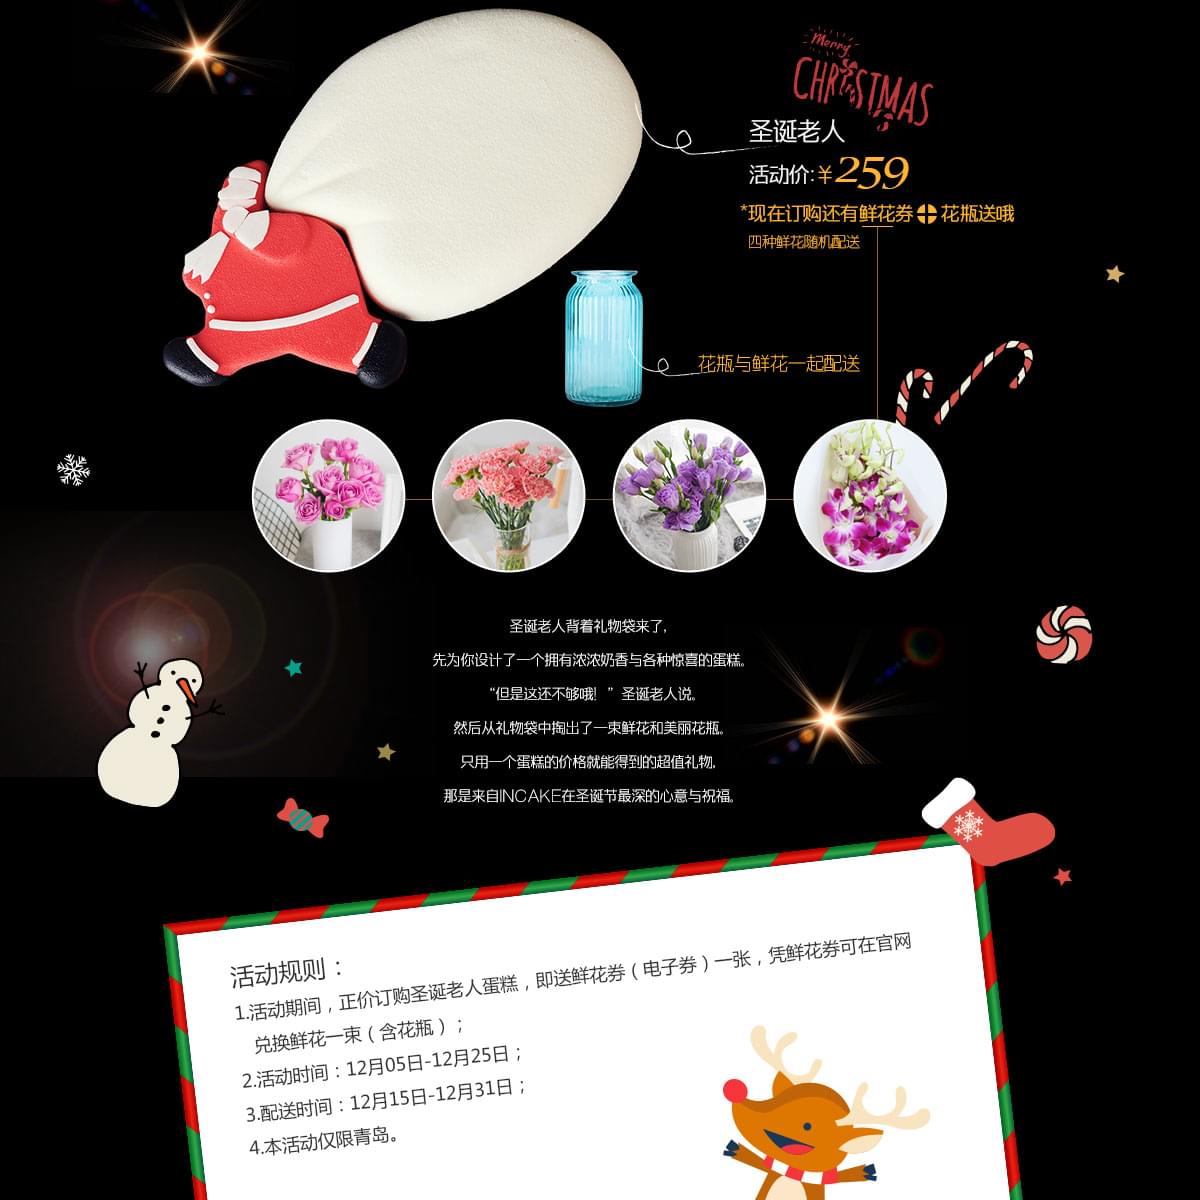 Merry
CHRISTMAS
圣诞老人
活动价:¥259
*现在订购还有鲜花券 花瓶送哦
四种鲜花随机配送
花瓶与鲜花一起配送
圣诞老人背着礼物袋来了,
先为你设计了一个拥有浓浓奶香与各种惊喜的蛋糕。
“但是这还不够哦！”圣诞老人说。
然后从礼物袋中掏出了一束鲜花和美丽花瓶。
只用一个蛋糕的价格就能得到的超值礼物,
那是来自INCAKE在圣诞节最深的心意与祝福。
活动规则：
1.活动期间，正价订购圣诞老人蛋糕，即送鲜花券（电子券）一张，凭鲜花券可在官网
兑换鲜花一束（含花瓶）；
2.活动时间：12月05日-12月25日；
3.配送时间：12月15日-12月31日；
4.本活动仅限青岛。